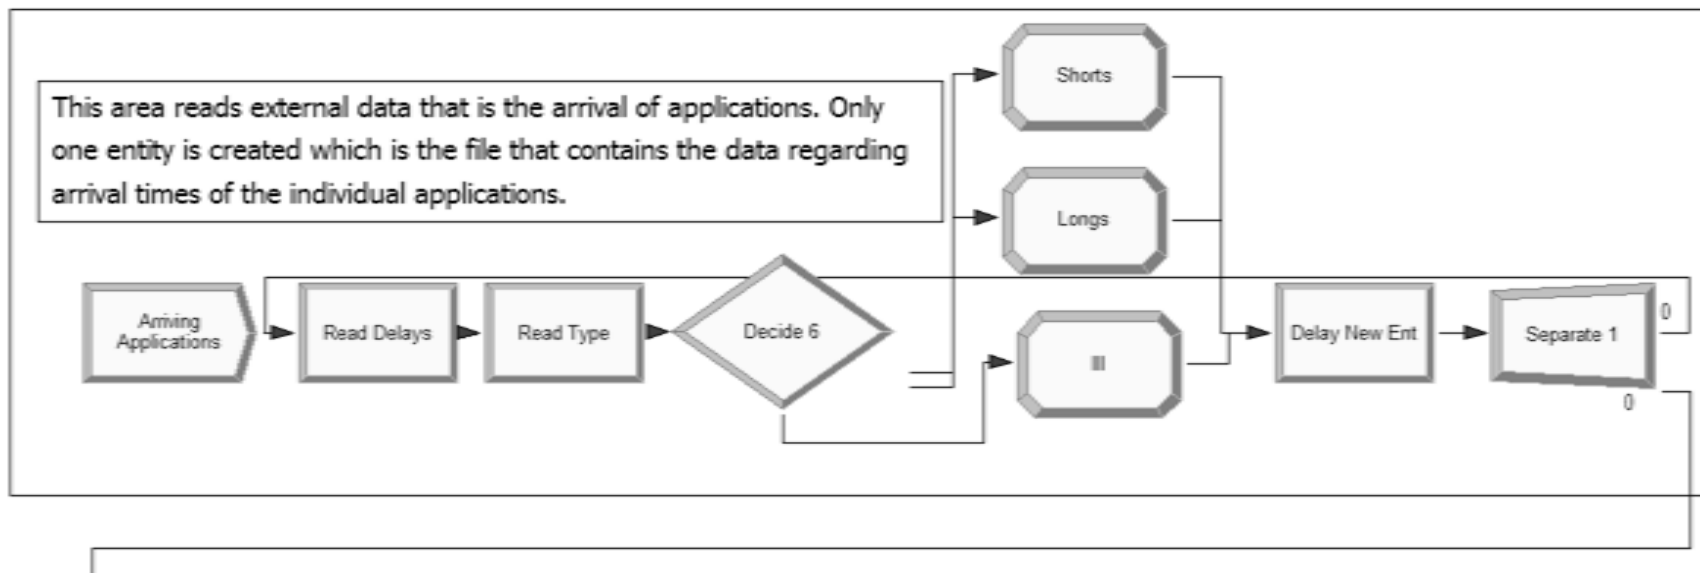 Shorts
This area reads external data that is the arrival of applications. Only
one entity is created which is the file that contains the data regarding
arrival times of the individual applications.
Longs
Arriving
Applications
Read Delays
Read Type
Decide 6
III
Delay New Ent
Separate 1
0
0